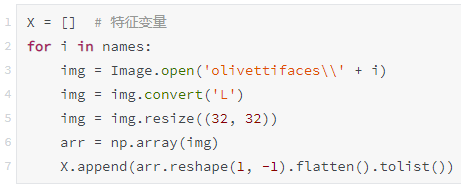 1 X = []  # 特征变量
2 for i in names:
3     img = Image.open('olivettifaces\\' + i)
4     img = img.convert('L')
5     img = img.resize((32, 32))
6     arr = np.array(img)
7     X.append(arr.reshape(1, -1).flatten().tolist())